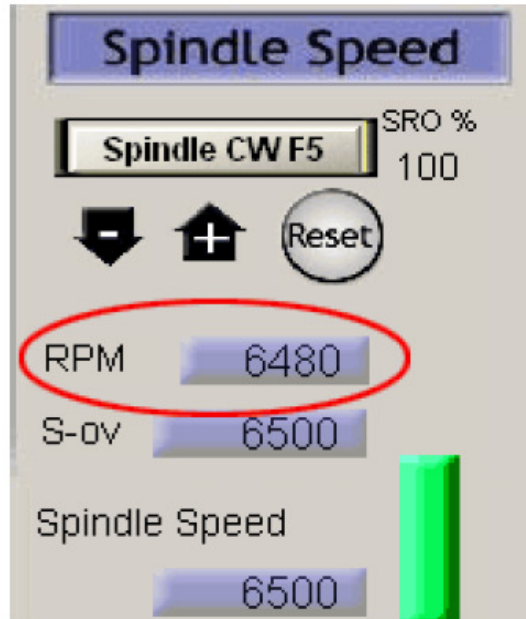 Spindle Speed
SRO %
Spindle CW F5
100
- + Reset
RPM 6480
S-ov 6500
Spindle Speed
6500